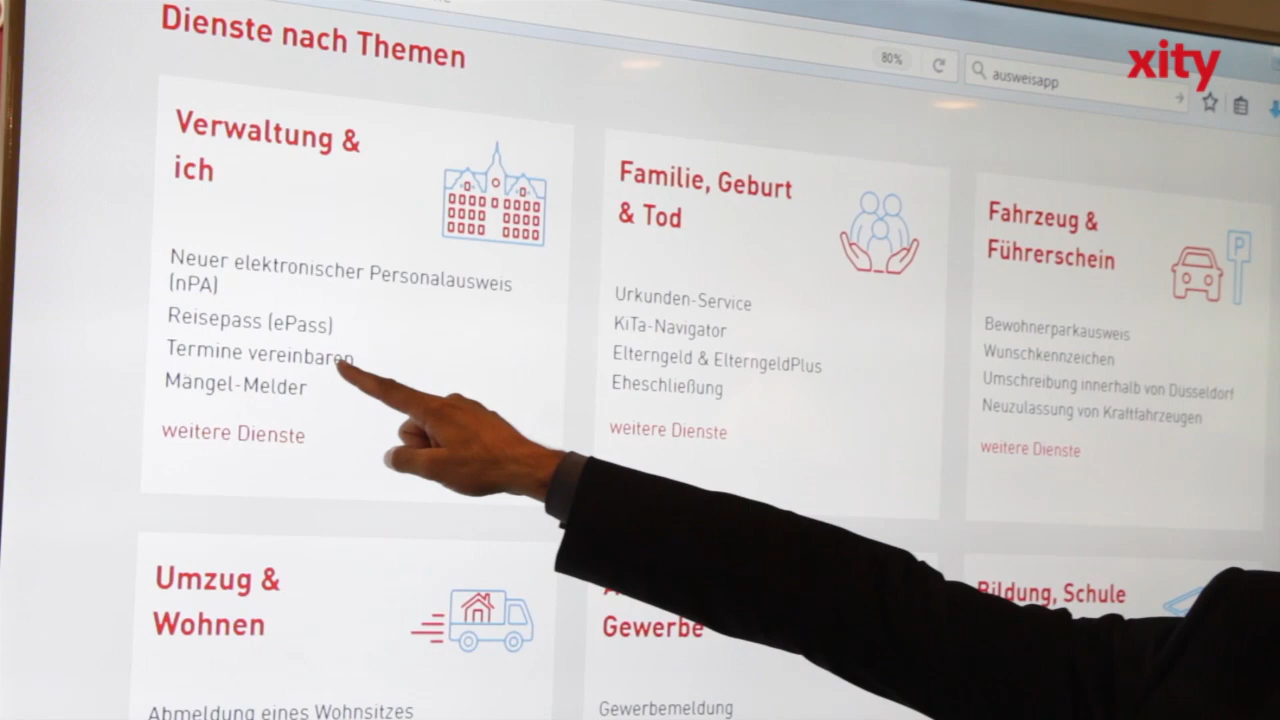 xity
80%
ausweisapp
Dienste nach Themen
Verwaltung &
ich
Neuer elektronischer Personalausweis
(nPA)
Reisepass (ePass)
Termine vereinbaren
Mängel-Melder
weitere Dienste
Familie, Geburt
& Tod
Urkunden-Service
KiTa-Navigator
Elterngeld & ElterngeldPlus
Eheschließung
weitere Dienste
Fahrzeug &
Führerschein
P
Bewohnerparkausweis
Wunschkennzeichen
Umschreibung innerhalb von Düsseldorf
Neuzulassung von Kraftfahrzeugen
weitere Dienste
Umzug &
Wohnen
Abmeldung eines Wohnsitzes
Gewerbe
Gewerbemeldung
Bildung, Schule